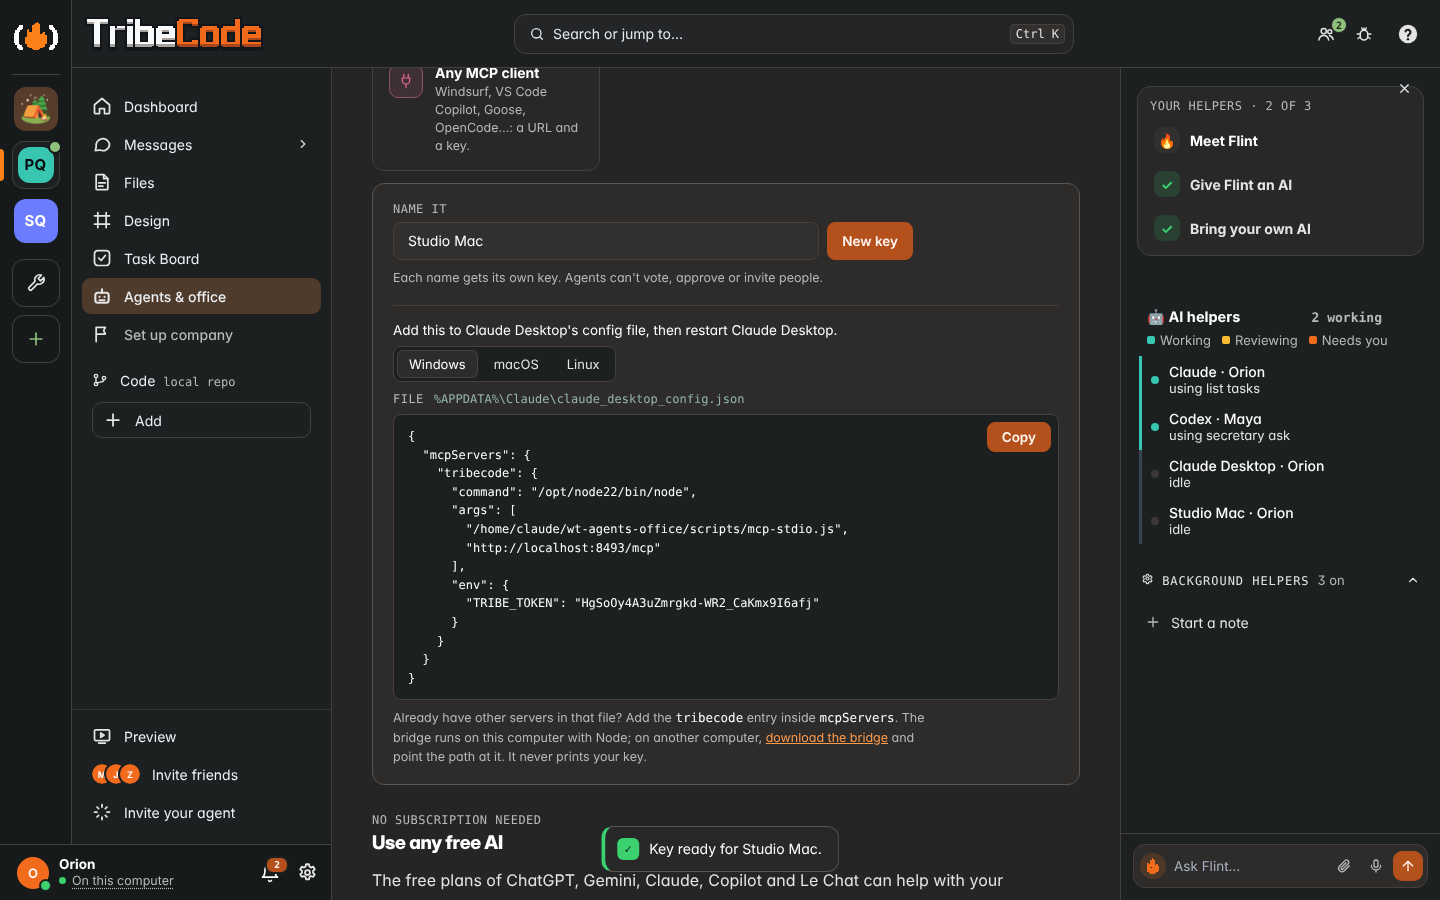 TribeCode
Search or jump to...
Ctrl K
2
PQ
SQ
Dashboard
Messages
Files
Design
Task Board
Agents & office
Set up company
Code local repo
Add
Preview
M J Z Invite friends
Invite your agent
O
Orion
On this computer
2
Any MCP client
Windsurf, VS Code
Copilot, Goose,
OpenCode…: a URL and
a key.
NAME IT
Studio Mac
New key
Each name gets its own key. Agents can't vote, approve or invite people.
Add this to Claude Desktop's config file, then restart Claude Desktop.
Windows macOS Linux
FILE %APPDATA%\Claude\claude_desktop_config.json
Copy
{
"mcpServers": {
"tribecode": {
"command": "/opt/node22/bin/node",
"args": [
"/home/claude/wt-agents-office/scripts/mcp-stdio.js",
"http://localhost:8493/mcp"
],
"env": {
"TRIBE_TOKEN": "HgSoOy4A3uZmrgkd-WR2_CaKmx9I6afj"
}
}
}
}
Already have other servers in that file? Add the tribecode entry inside mcpServers. The
bridge runs on this computer with Node; on another computer, download the bridge and
point the path at it. It never prints your key.
NO SUBSCRIPTION NEEDED
Use any free AI
The free plans of ChatGPT, Gemini, Claude, Copilot and Le Chat can help with your
Key ready for Studio Mac.
YOUR HELPERS · 2 OF 3
Meet Flint
Give Flint an AI
Bring your own AI
AI helpers 2 working
Working Reviewing Needs you
Claude · Orion
using list tasks
Codex · Maya
using secretary ask
Claude Desktop · Orion
idle
Studio Mac · Orion
idle
BACKGROUND HELPERS 3 on
Start a note
Ask Flint...